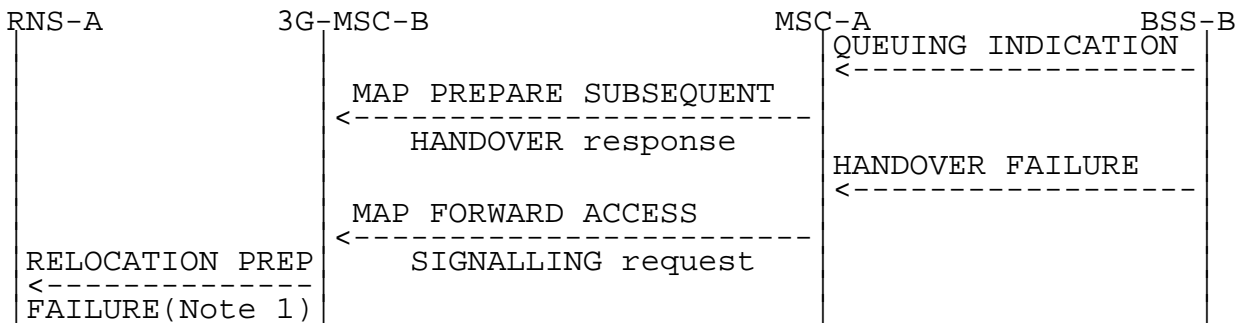 RNS-A 3G-MSC-B MSC-A BSS-B
QUEUING INDICATION
MAP PREPARE SUBSEQUENT
HANDOVER response
HANDOVER FAILURE
MAP FORWARD ACCESS
RELOCATION PREP SIGNALLING request
FAILURE(Note 1)